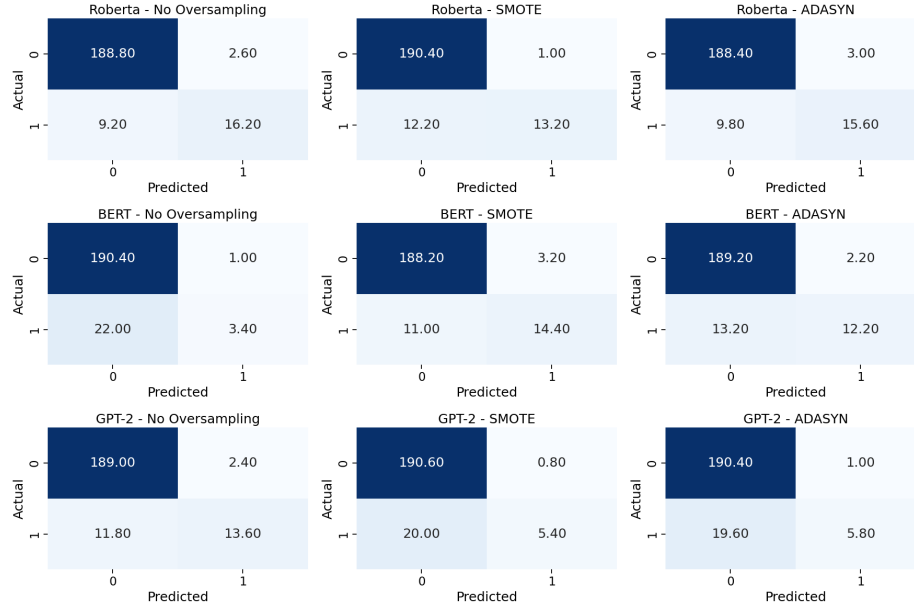 Roberta - No Oversampling
Roberta - SMOTE
Roberta - ADASYN
Actual
0
188.80
2.60
1
9.20
16.20
0
1
Predicted
Actual
0
190.40
1.00
1
12.20
13.20
0
1
Predicted
Actual
0
188.40
3.00
1
9.80
15.60
0
1
Predicted
BERT - No Oversampling
BERT - SMOTE
BERT - ADASYN
Actual
0
190.40
1.00
1
22.00
3.40
0
1
Predicted
Actual
0
188.20
3.20
1
11.00
14.40
0
1
Predicted
Actual
0
189.20
2.20
1
13.20
12.20
0
1
Predicted
GPT-2 - No Oversampling
GPT-2 - SMOTE
GPT-2 - ADASYN
Actual
0
189.00
2.40
1
11.80
13.60
0
1
Predicted
Actual
0
190.60
0.80
1
20.00
5.40
0
1
Predicted
Actual
0
190.40
1.00
1
19.60
5.80
0
1
Predicted